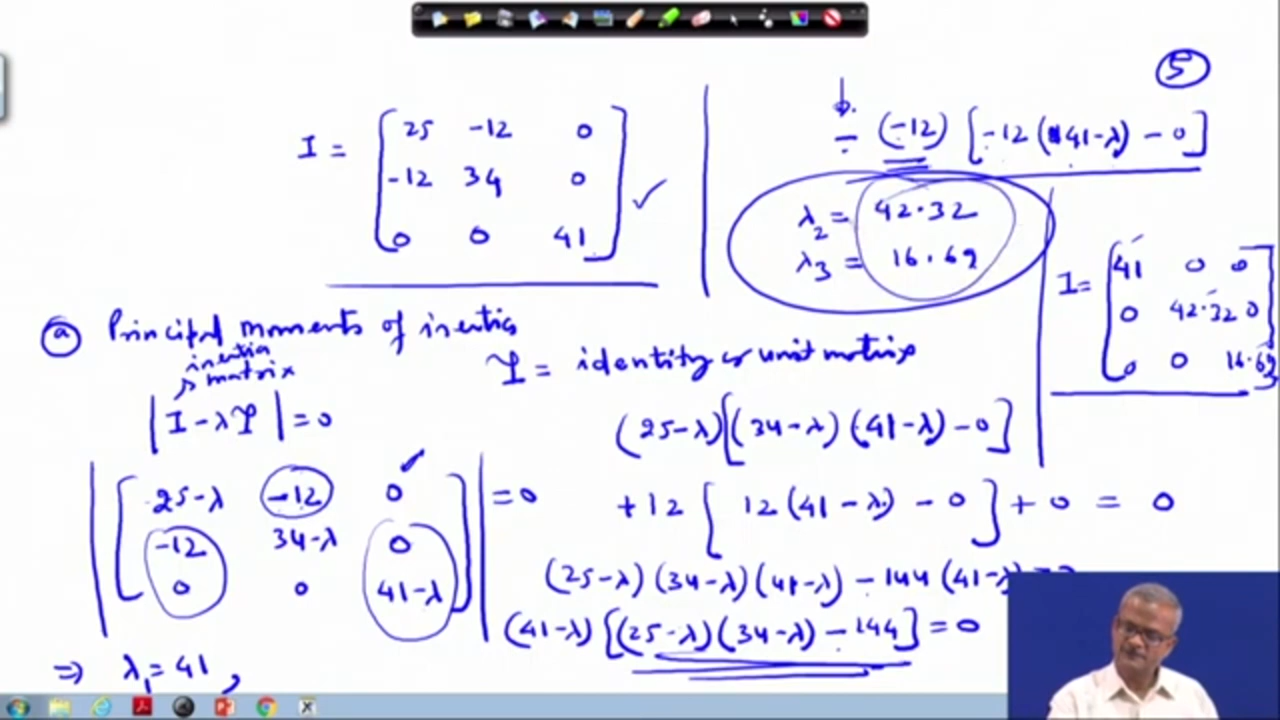 5
I = [25 -12 0
-12 34 0
0 0 41] ✓
- (-12) [-12 (41-λ) - 0]
λ₂ = 42.32
λ₃ = 16.69
I = [41 0 0
0 42.32 0
0 0 16.69]
(a) Principal moments of inertia
inertia
matrix
|I - λ𝓘| = 0
𝓘 = identity or unit matrix
|[25-λ -12 0
-12 34-λ 0
0 0 41-λ]| = 0
(25-λ)[(34-λ)(41-λ) - 0]
+12 [12(41-λ) - 0] + 0 = 0
(25-λ)(34-λ)(41-λ) - 144(41-λ)
(41-λ)[(25-λ)(34-λ) - 144] = 0
⇒ λ₁ = 41,